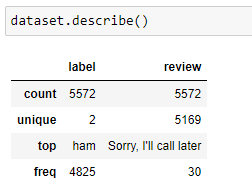 dataset.describe()
label review
count 5572 5572
unique 2 5169
top ham Sorry, I'll call later
freq 4825 30